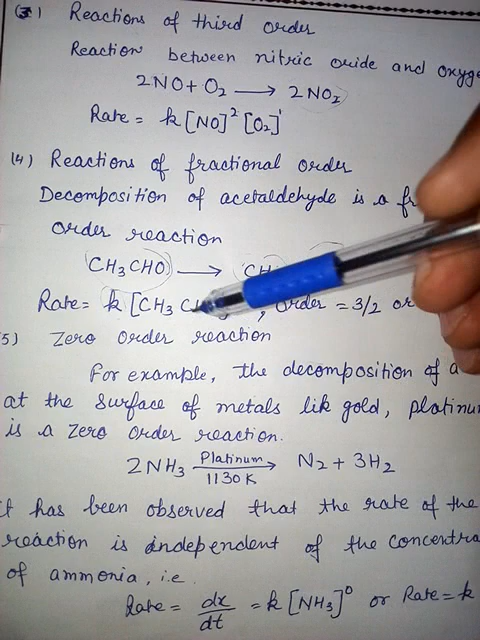 (3) Reactions of third order
Reaction between nitric oxide and oxyge
2NO + O₂ → 2NO₂
Rate = k[NO]² [O₂]¹
(4) Reactions of fractional order
Decomposition of acetaldehyde is a fr
order reaction
CH₃CHO → CH
Rate = k [CH₃ C , order = 3/2 or
5) Zero order reaction
For example, the decomposition of a
at the surface of metals like gold, platinu
is a zero order reaction.
2NH₃ Platinum 1130K → N₂ + 3H₂
it has been observed that the rate of the
reaction is independent of the concentra
of ammonia, i.e.
Rate = dx/dt = k [NH₃]⁰ or Rate = k